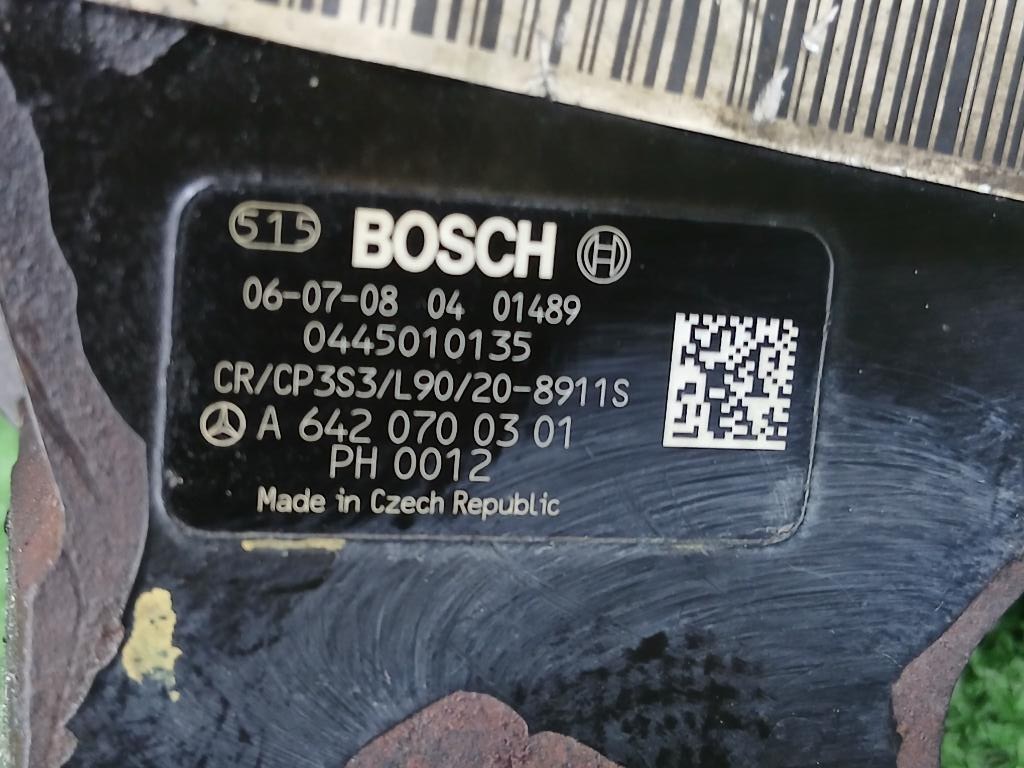 515 BOSCH
06-07-08 04 01489
0445010135
CR/CP3S3/L90/20-8911S
A 642 070 03 01
PH 0012
Made in Czech Republic